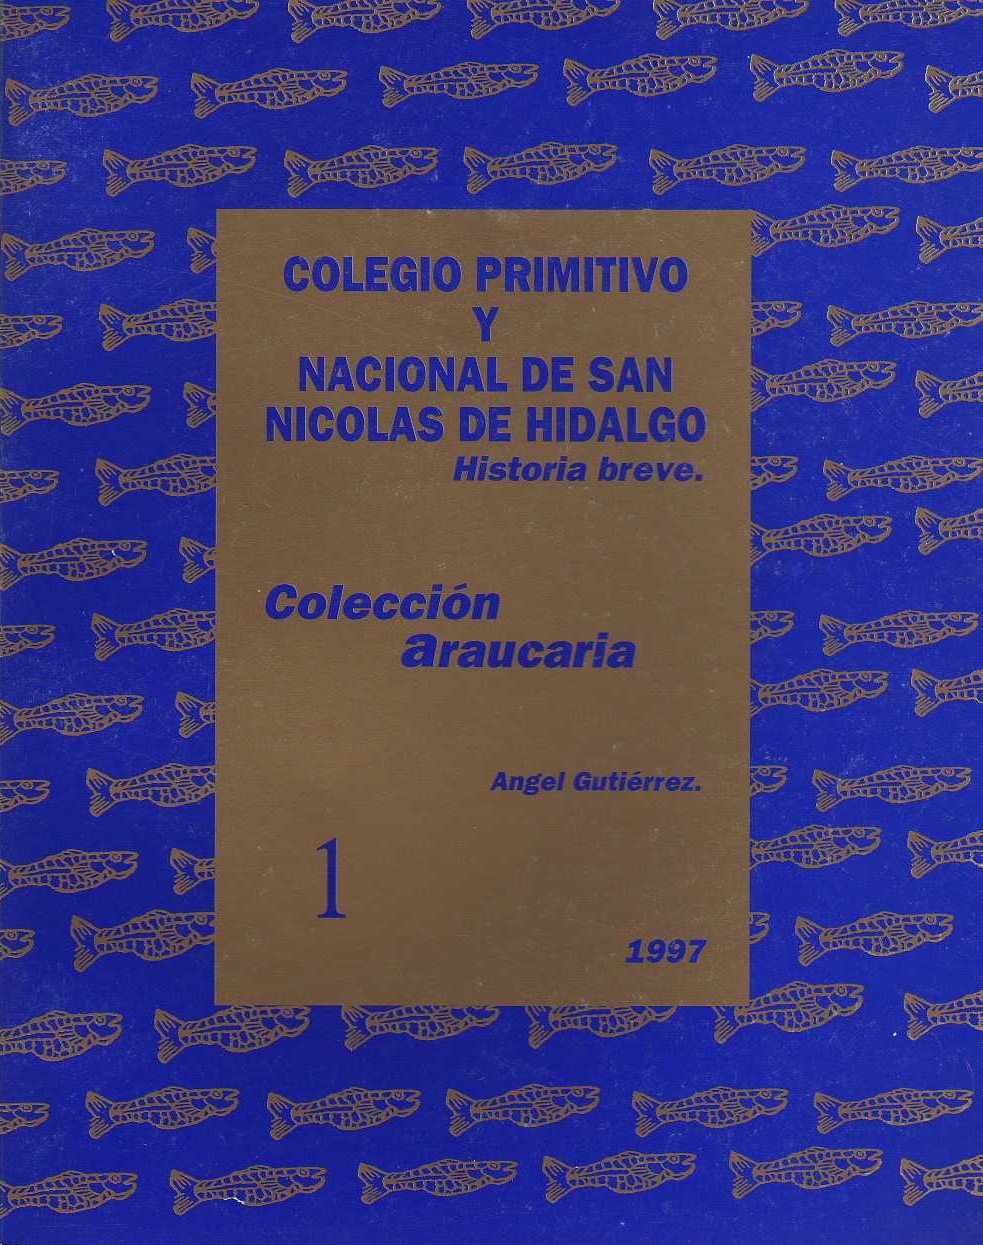 COLEGIO PRIMITIVO
Y
NACIONAL DE SAN
NICOLAS DE HIDALGO
Historia breve.
Colección
araucaria
Angel Gutiérrez.
1
1997